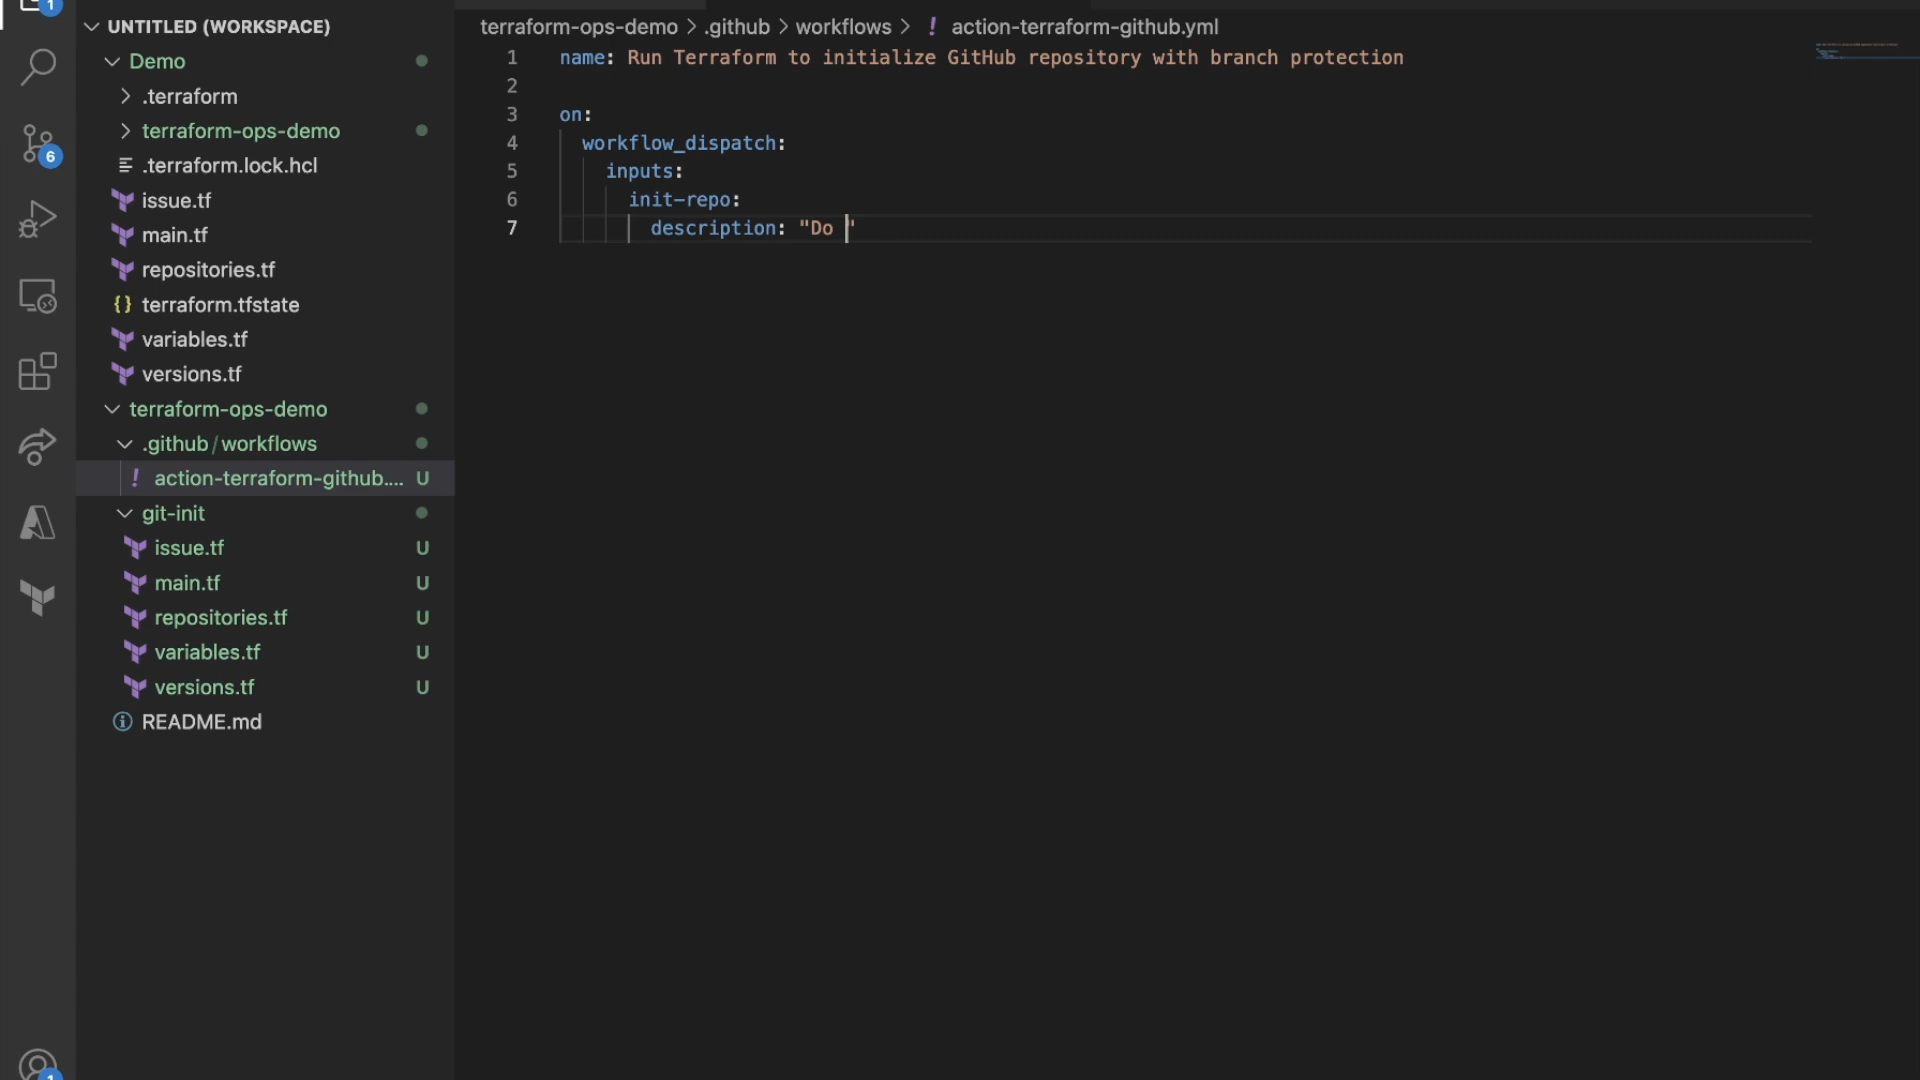 1
UNTITLED (WORKSPACE)
Demo
.terraform
terraform-ops-demo
.terraform.lock.hcl
issue.tf
main.tf
repositories.tf
terraform.tfstate
variables.tf
versions.tf
terraform-ops-demo
.github/workflows
action-terraform-github.... U
git-init
issue.tf U
main.tf U
repositories.tf U
variables.tf U
versions.tf U
README.md
6
1
terraform-ops-demo > .github > workflows > ! action-terraform-github.yml
1 name: Run Terraform to initialize GitHub repository with branch protection
2
3 on:
4 workflow_dispatch:
5 inputs:
6 init-repo:
7 description: "Do "